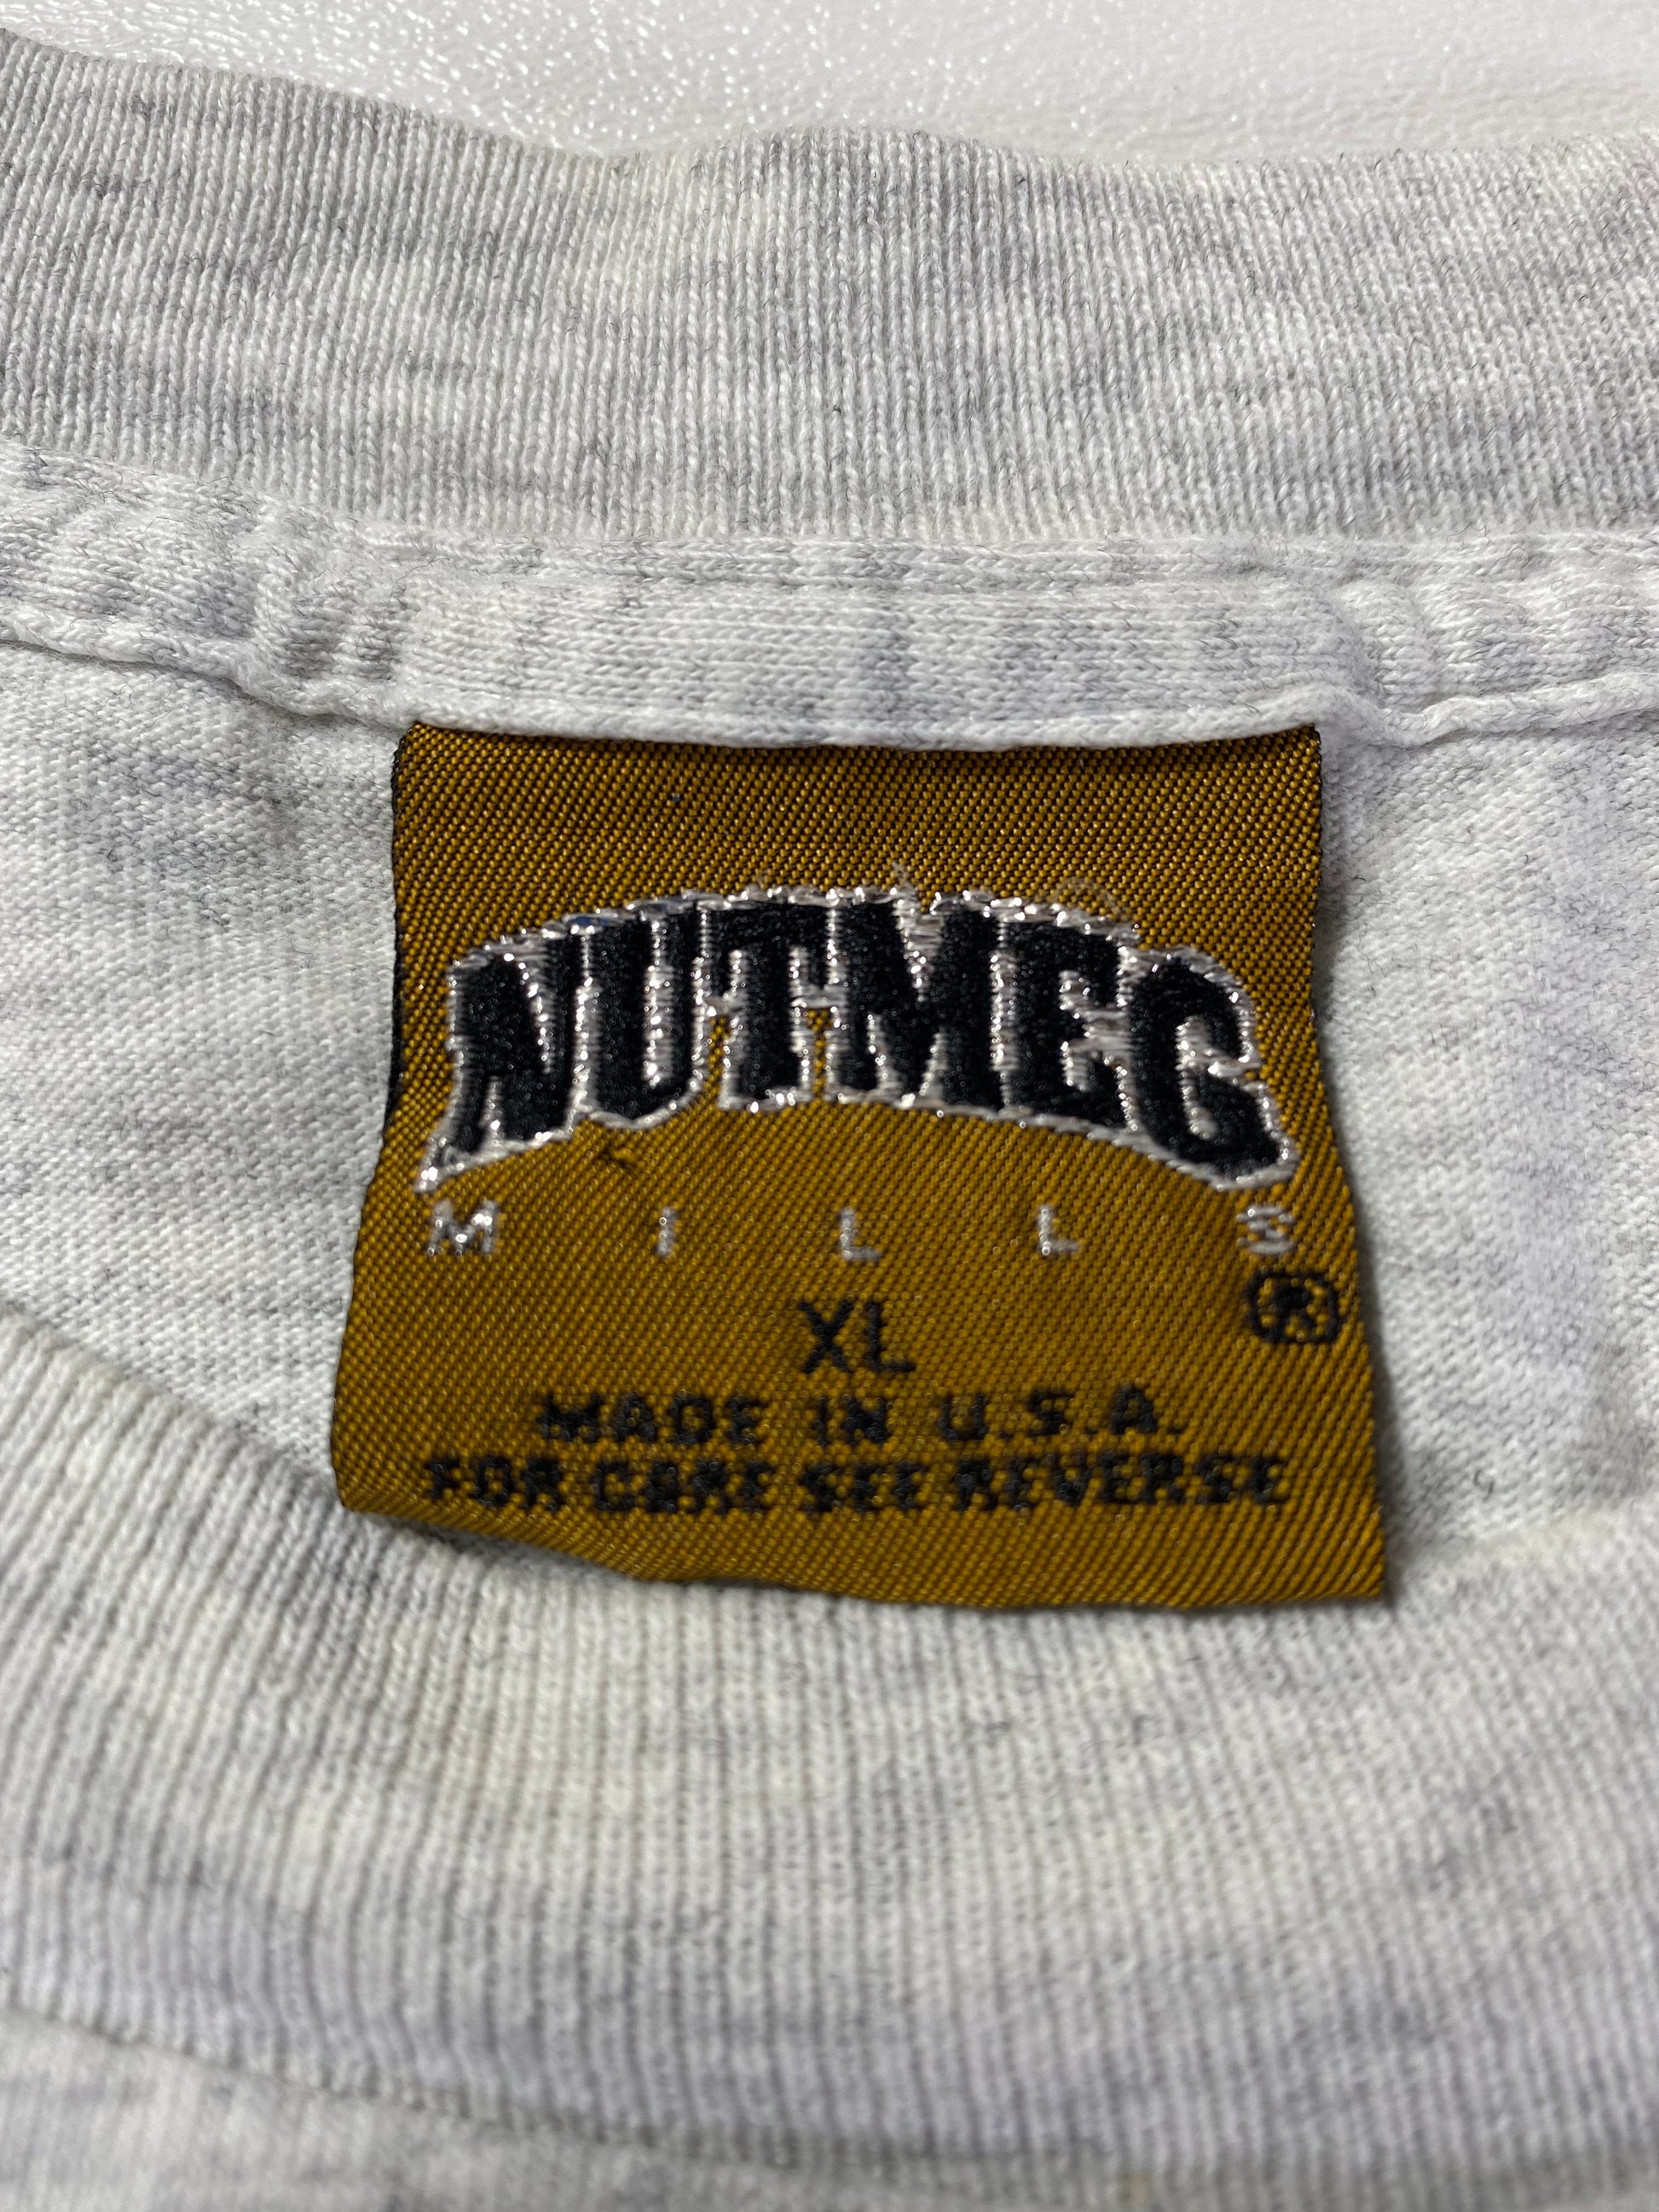 NUTMEG
MILLS
®
XL
MADE IN U.S.A.
FOR CARE SEE REVERSE